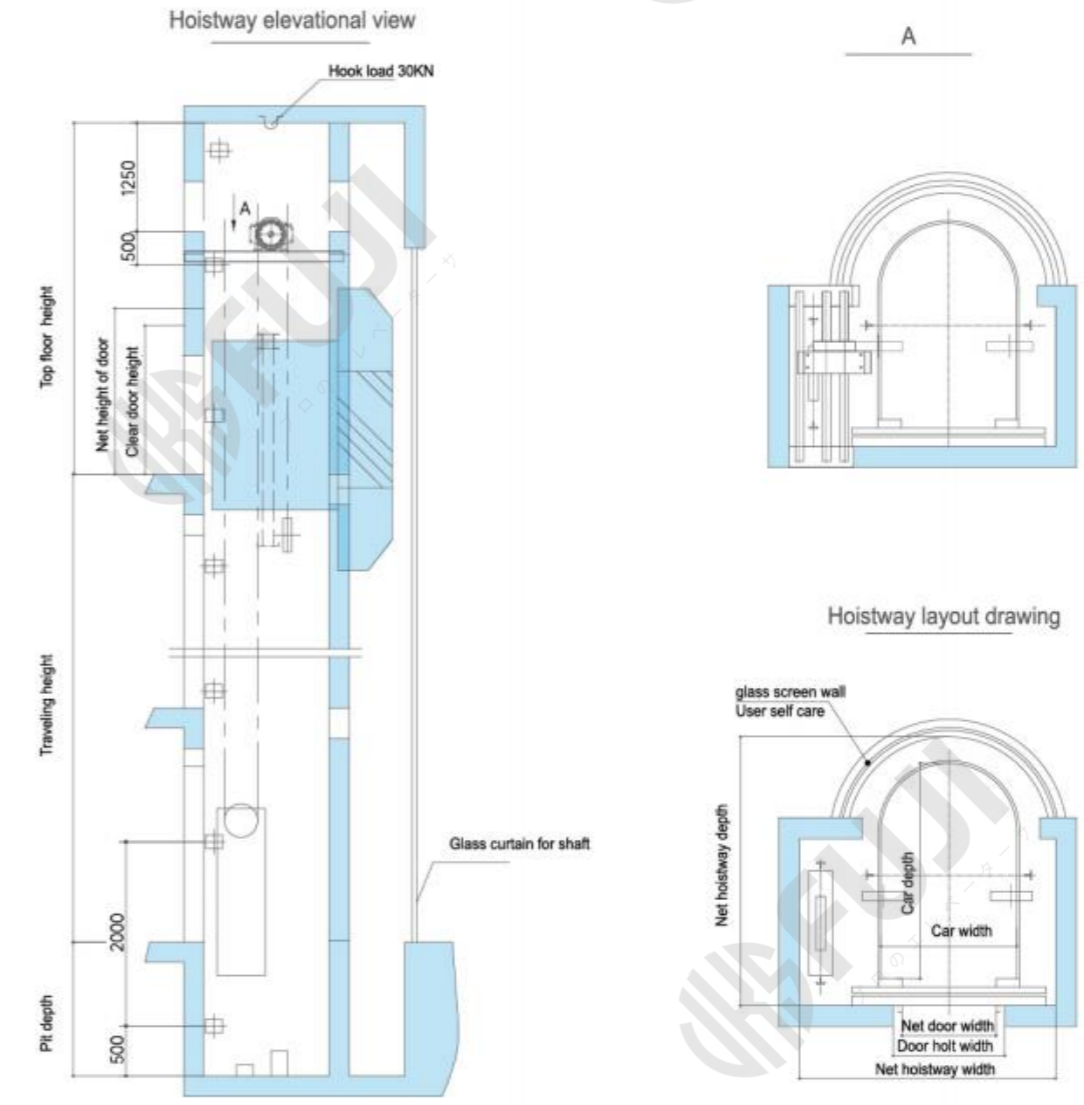 Hoistway elevational view
Hook load 30KN
1250
A
500
Top floor height
Net height of door
Clear door height
Traveling height
Glass curtain for shaft
2000
Pit depth
500
A
Hoistway layout drawing
glass screen wall
User self care
Net hoistway depth
Car depth
Car width
Net door width
Door holt width
Net hoistway width
FUJI
FUJI